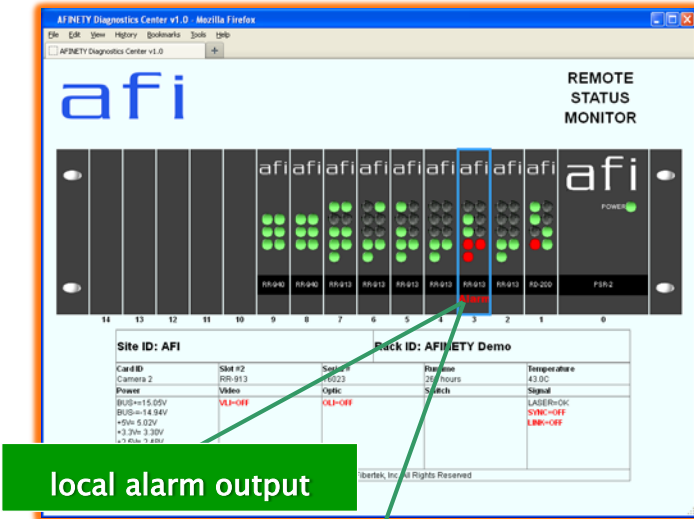 AFINETY Diagnostics Center v1.0 - Mozilla Firefox
File Edit View History Bookmarks Tools Help
AFINETY Diagnostics Center v1.0 +
afi
REMOTE
STATUS
MONITOR
afi afi afi afi afi afi afi afi afi afi
POWER
RR-940 RR-940 RR-913 RR-913 RR-913 RR-913 RR-913 RR-913 RD-200 PSR-2
Alarm
14 13 12 11 10 9 8 7 6 5 4 3 2 1 0
Site ID: AFI Rack ID: AFINETY Demo
Card ID Slot #2 Serial # Runtime Temperature
Camera 2 RR-913 76023 hours 43.0C
Power Video Optic Switch Signal
BUS+=15.05V VLI=OFF OLI=OFF LASER=OK
BUS-=-14.94V SYNC=OFF
+5V= 5.02V LINK=OFF
+3.3V= 3.30V
local alarm output
Fibertek, Inc. All Rights Reserved